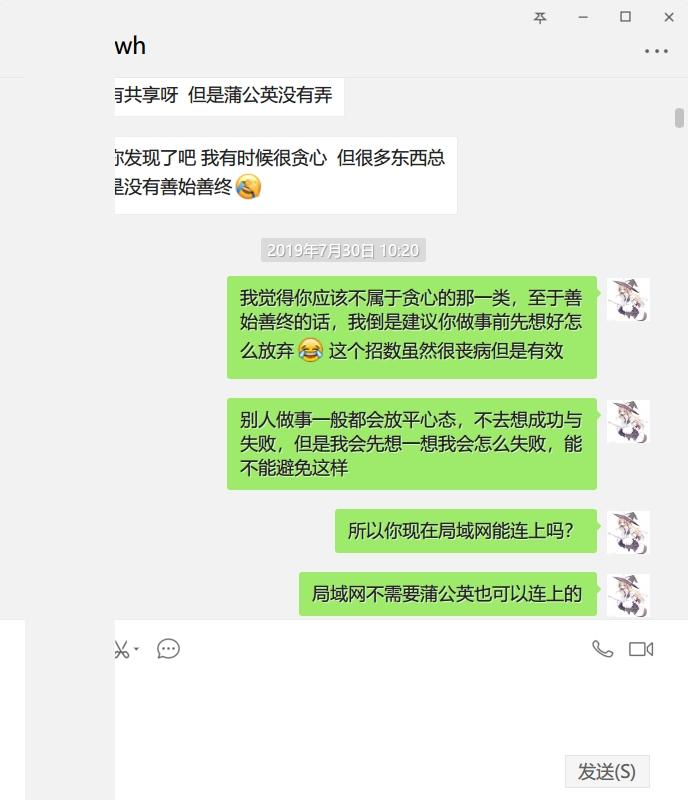 wh
有共享呀 但是蒲公英没有弄
你发现了吧 我有时候很贪心 但很多东西总
是没有善始善终
2019年7月30日 10:20
我觉得你应该不属于贪心的那一类，至于善
始善终的话，我倒是建议你做事前先想好怎
么放弃 这个招数虽然很丧病但是有效
别人做事一般都会放平心态，不去想成功与
失败，但是我会先想一想我会怎么失败，能
不能避免这样
所以你现在局域网能连上吗？
局域网不需要蒲公英也可以连上的
发送(S)